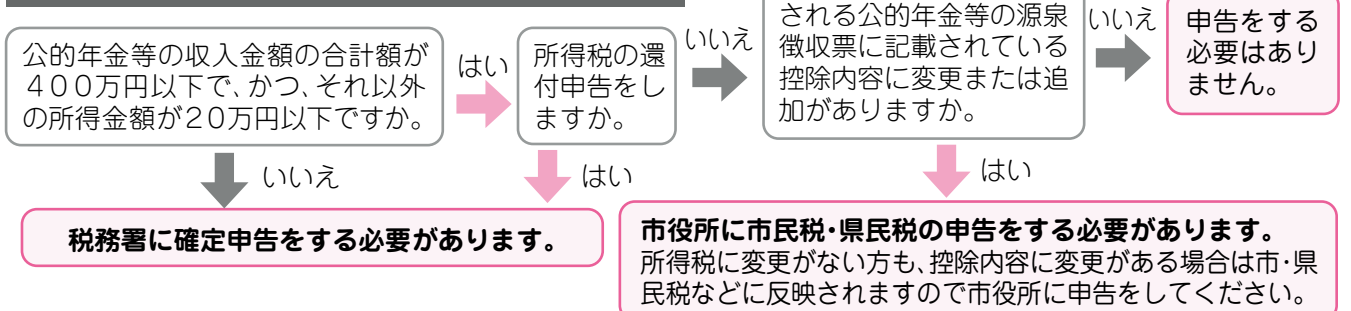 公的年金等の収入金額の合計額が
400万円以下で、かつ、それ以外
の所得金額が20万円以下ですか。
はい
所得税の還
付申告をし
ますか。
いいえ
される公的年金等の源泉
徴収票に記載されている
控除内容に変更または追
加がありますか。
いいえ
申告をする
必要はあり
ません。
いいえ
はい
はい
税務署に確定申告をする必要があります。
市役所に市民税・県民税の申告をする必要があります。
所得税に変更がない方も、控除内容に変更がある場合は市・県
民税などに反映されますので市役所に申告をしてください。